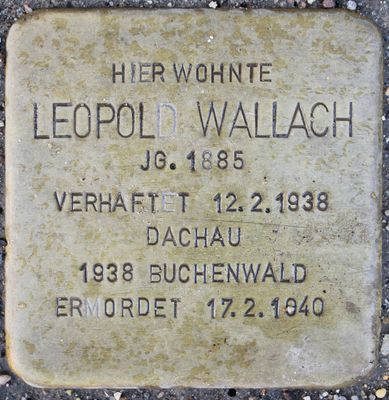 HIER WOHNTE
LEOPOLD WALLACH
JG. 1885
VERHAFTET 12.2.1938
DACHAU
1938 BUCHENWALD
ERMORDET 17.2.1940